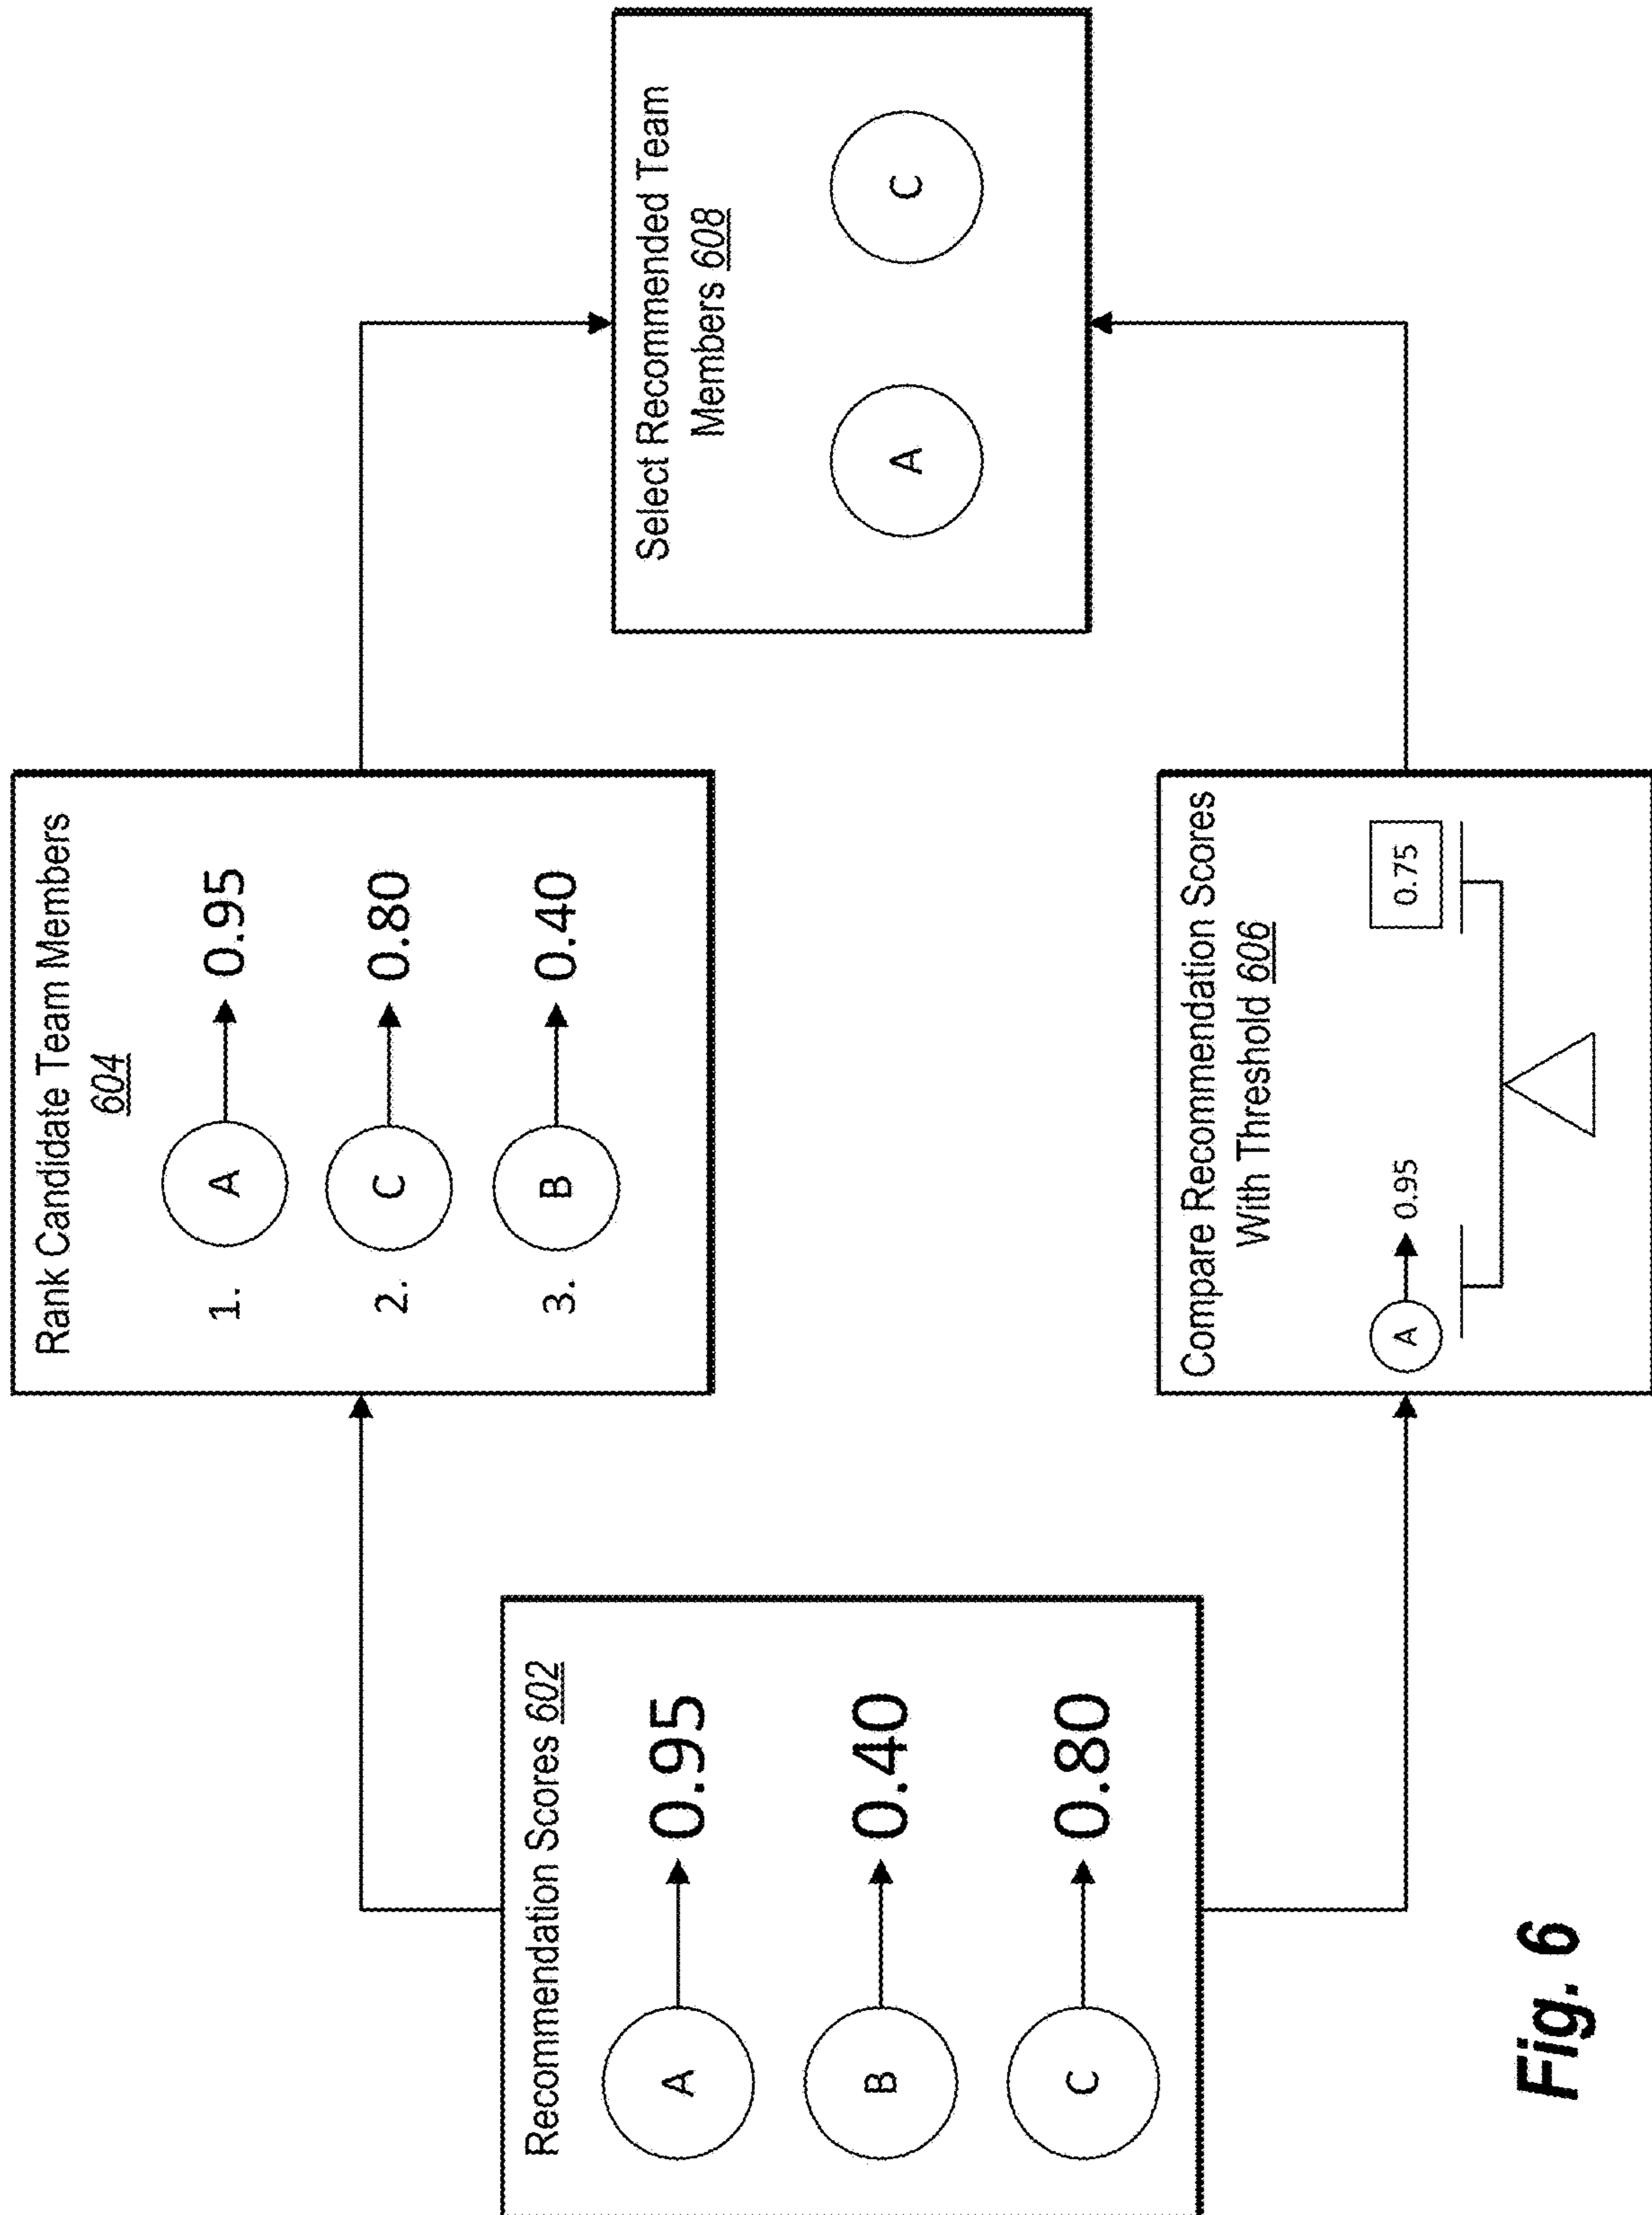 Recommendation Scores 602
A 0.95
B 0.40
C 0.80
Rank Candidate Team Members
604
1. A 0.95
2. C 0.80
3. B 0.40
Compare Recommendation Scores
With Threshold 606
A 0.95 0.75
Select Recommended Team
Members 608
A C
Fig. 6